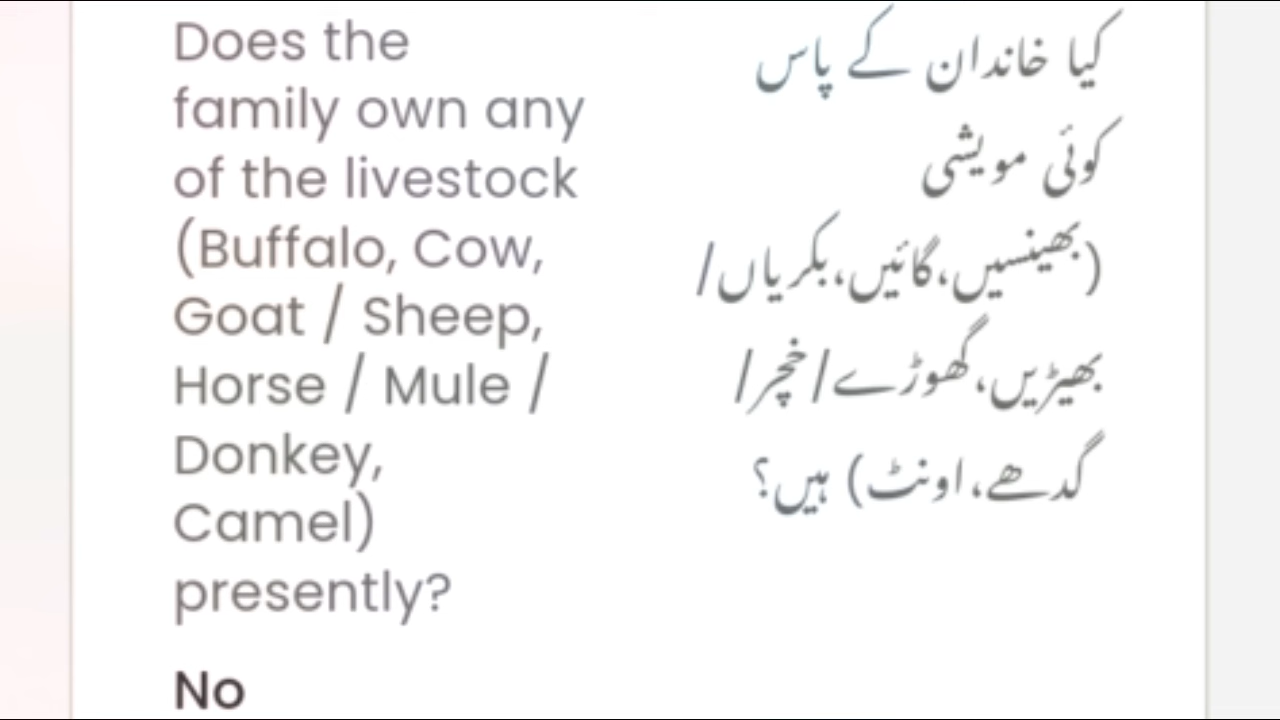 Does the
family own any
of the livestock
(Buffalo, Cow,
Goat / Sheep,
Horse / Mule /
Donkey,
Camel)
presently?
No
کیا خاندان کے پاس
کوئی مویشی
(بھینسیں،گائیں،بکریاں/
بھیڑیں،گھوڑے/خچر/
گدھے،اونٹ) ہیں؟